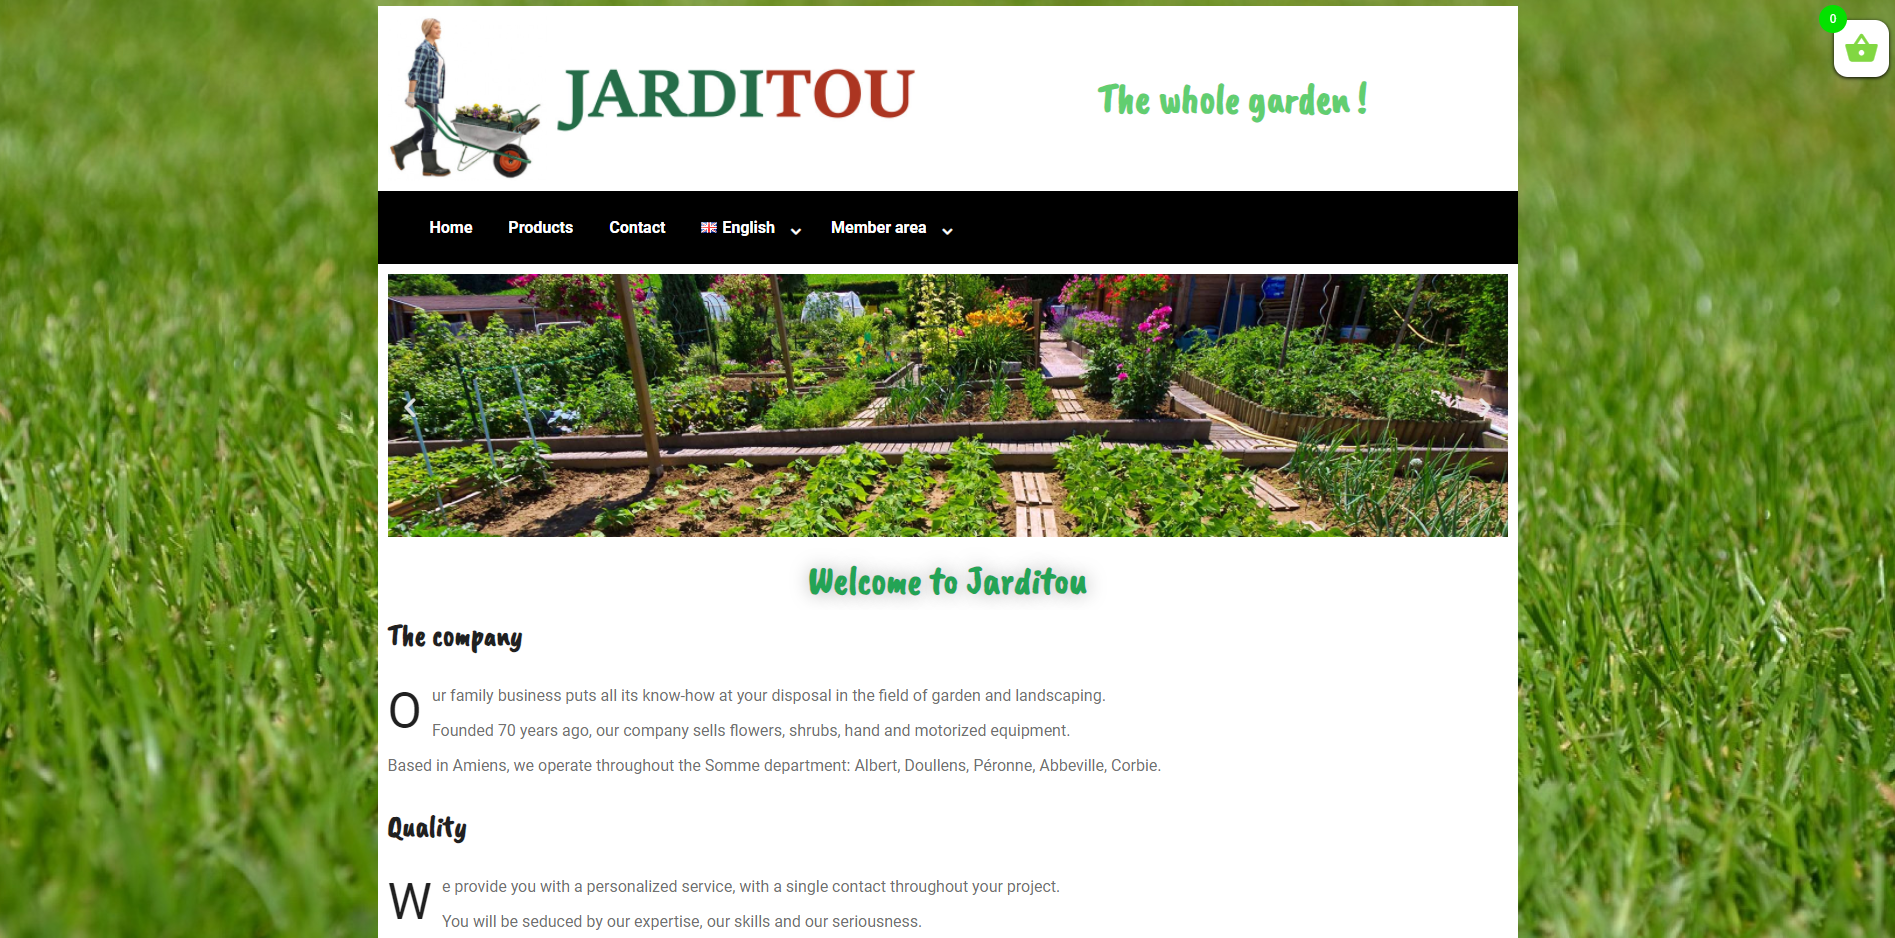 JARDITOU
The whole garden !
0
Home Products Contact English Member area
Welcome to Jarditou
The company
Our family business puts all its know-how at your disposal in the field of garden and landscaping.
Founded 70 years ago, our company sells flowers, shrubs, hand and motorized equipment.
Based in Amiens, we operate throughout the Somme department: Albert, Doullens, Péronne, Abbeville, Corbie.
Quality
We provide you with a personalized service, with a single contact throughout your project.
You will be seduced by our expertise, our skills and our seriousness.